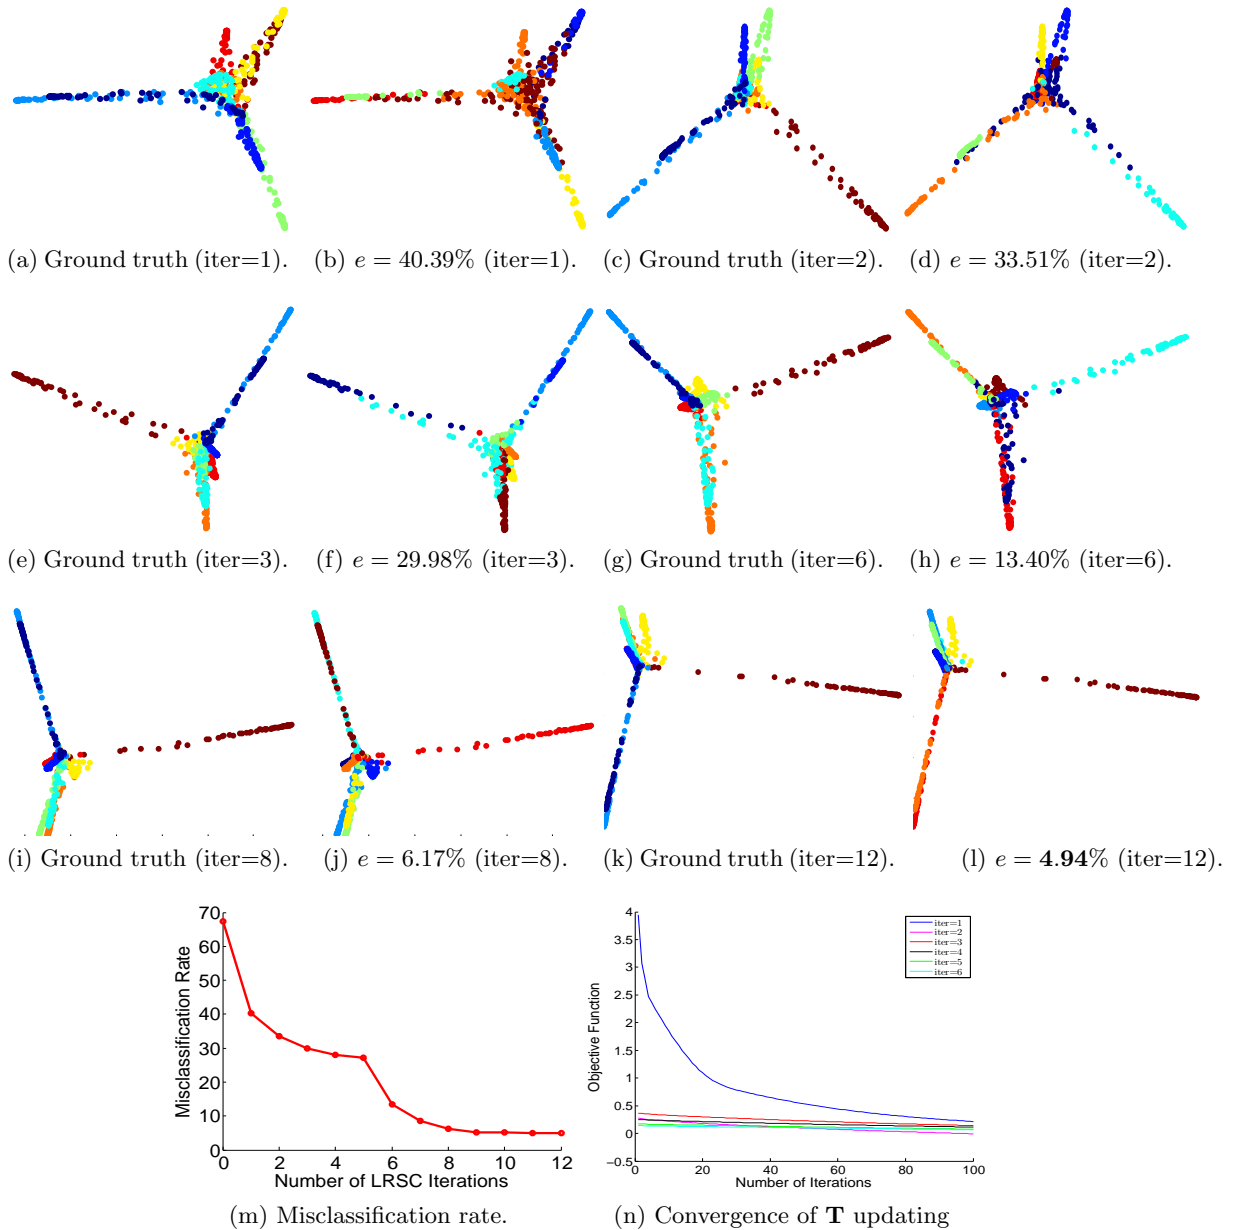 (a) Ground truth (iter=1). (b) e = 40.39% (iter=1). (c) Ground truth (iter=2). (d) e = 33.51% (iter=2).
(e) Ground truth (iter=3). (f) e = 29.98% (iter=3). (g) Ground truth (iter=6). (h) e = 13.40% (iter=6).
(i) Ground truth (iter=8). (j) e = 6.17% (iter=8). (k) Ground truth (iter=12). (l) e = 4.94% (iter=12).
70
60
50
40
30
20
10
0
Misclassification Rate
0 2 4 6 8 10 12
Number of LRSC Iterations
(m) Misclassification rate.
4
3.5
3
2.5
2
1.5
1
0.5
0
−0.5
Objective Function
iter=1
iter=2
iter=3
iter=4
iter=5
iter=6
0 20 40 60 80 100
Number of Iterations
(n) Convergence of T updating